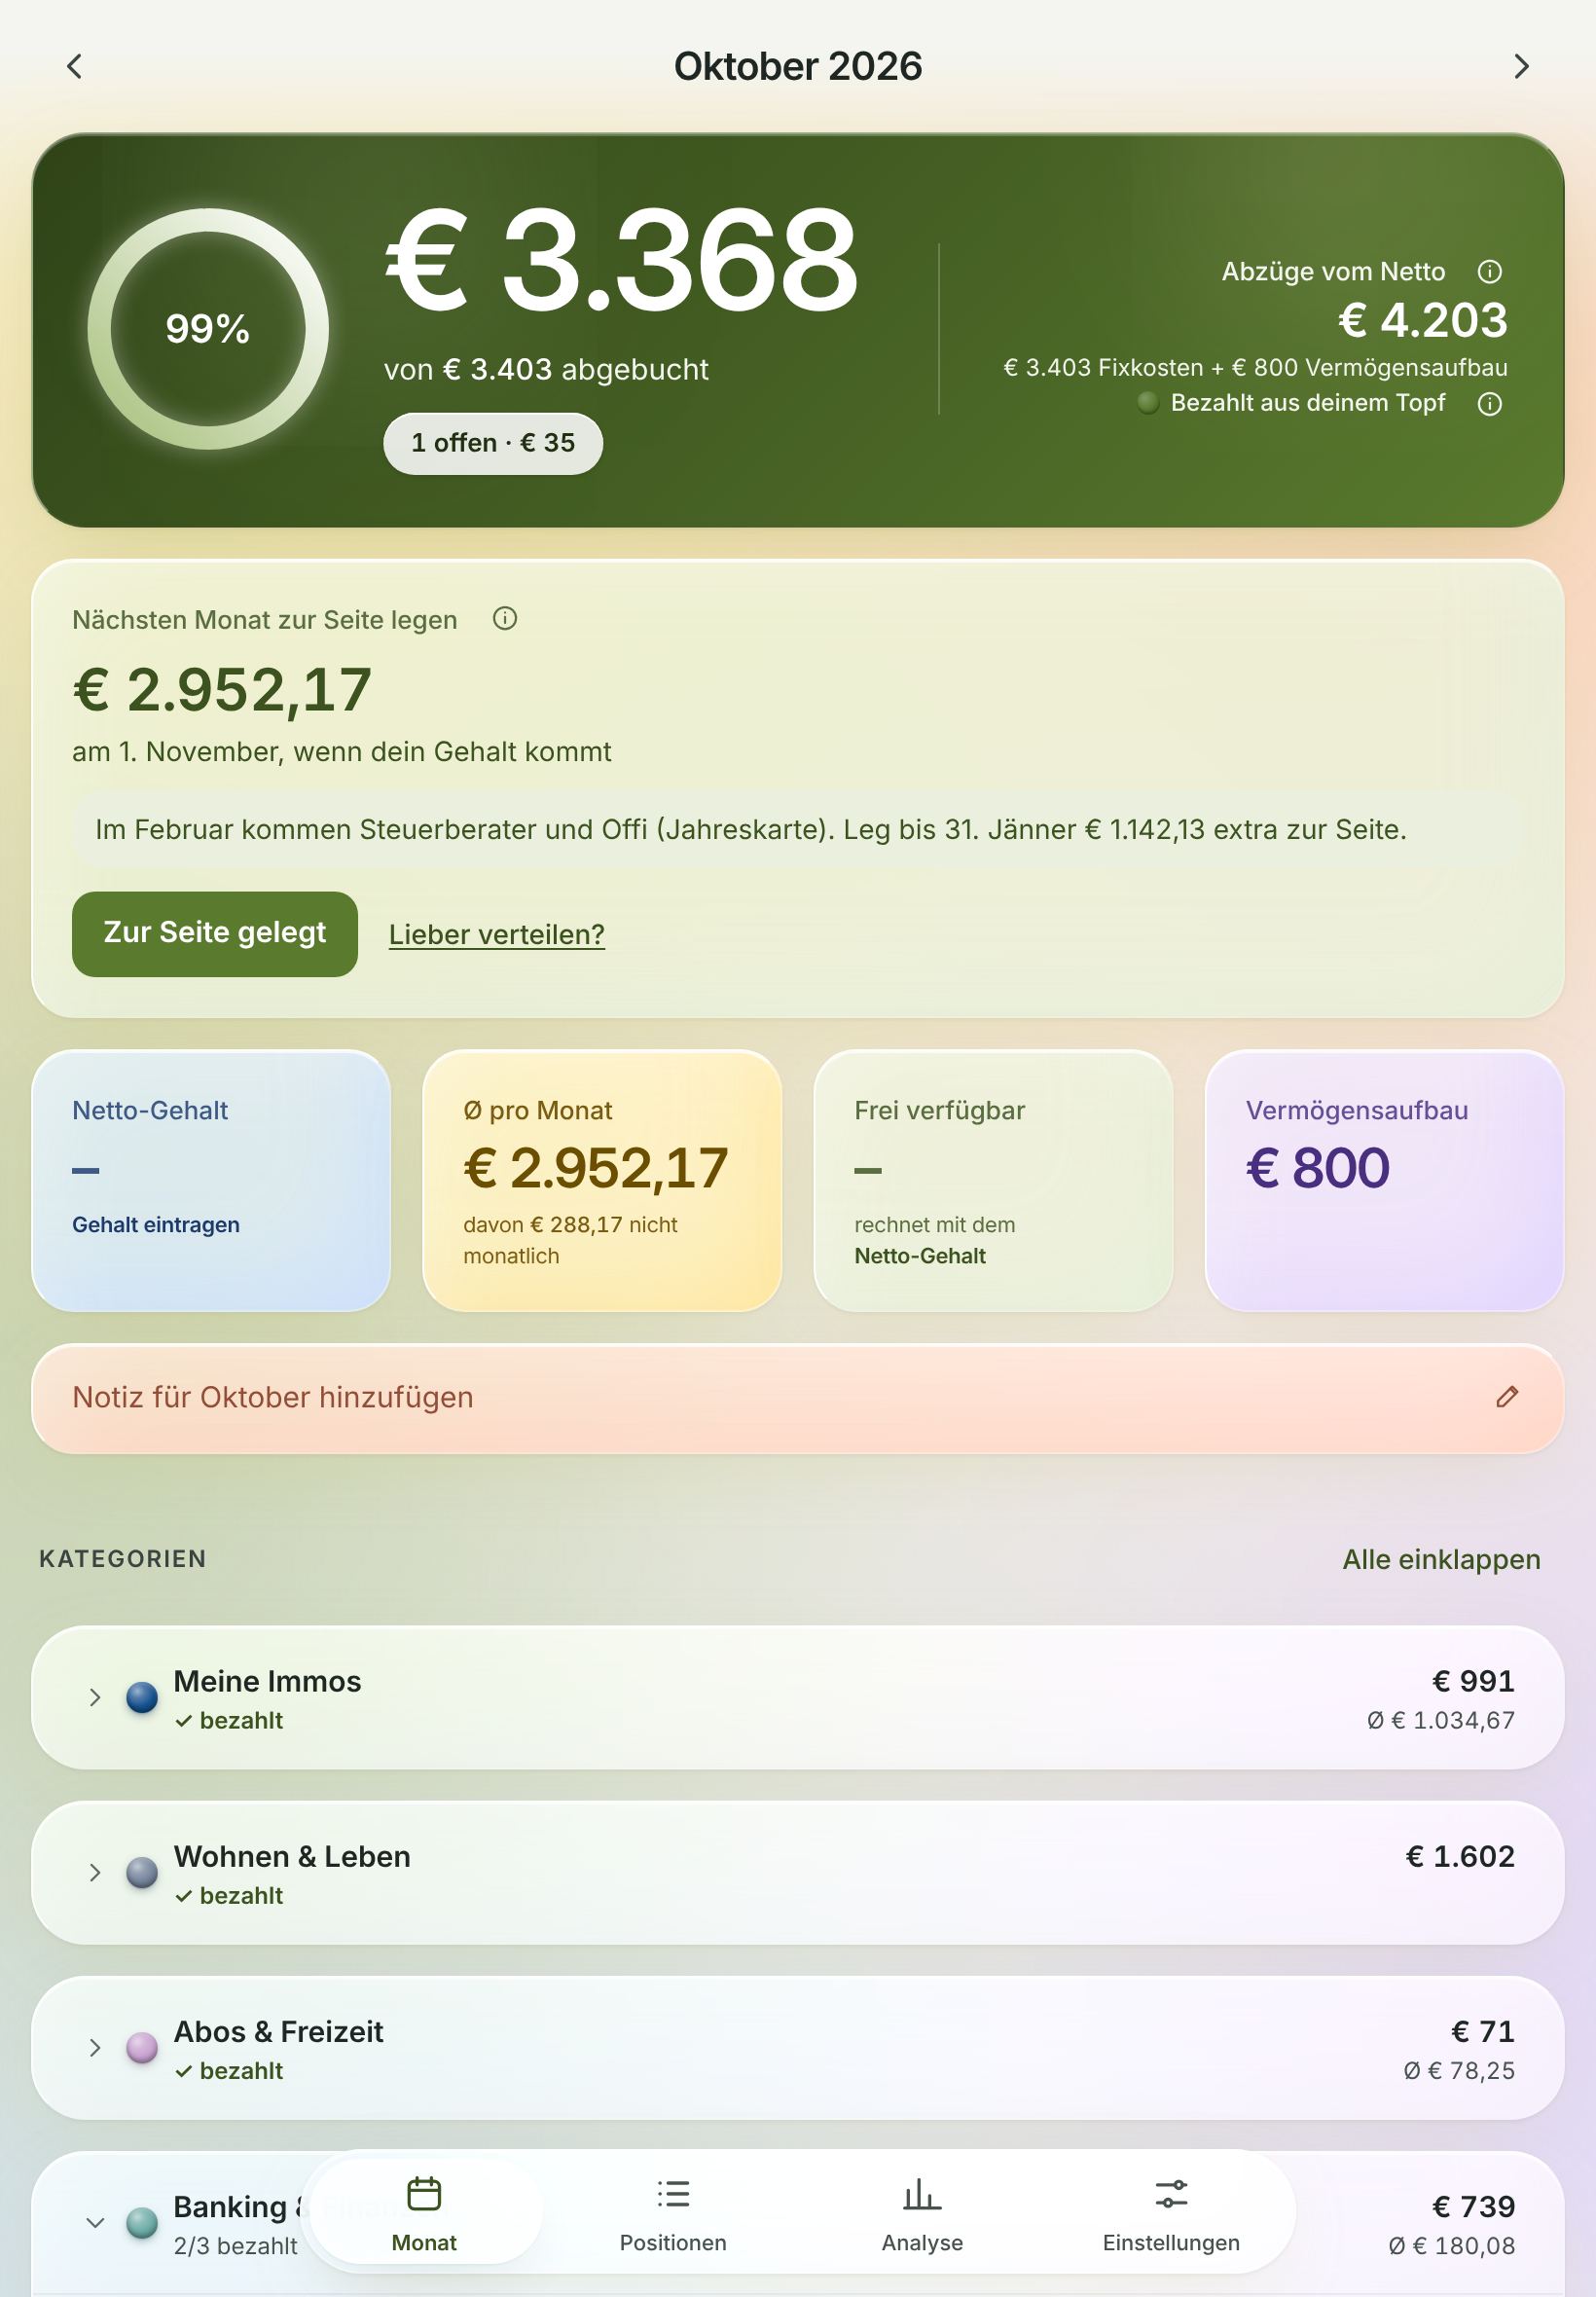 Oktober 2026
99%
€ 3.368
von € 3.403 abgebucht
1 offen · € 35
Abzüge vom Netto
€ 4.203
€ 3.403 Fixkosten + € 800 Vermögensaufbau
Bezahlt aus deinem Topf
Nächsten Monat zur Seite legen
€ 2.952,17
am 1. November, wenn dein Gehalt kommt
Im Februar kommen Steuerberater und Offi (Jahreskarte). Leg bis 31. Jänner € 1.142,13 extra zur Seite.
Zur Seite gelegt
Lieber verteilen?
Netto-Gehalt
–
Gehalt eintragen
Ø pro Monat
€ 2.952,17
davon € 288,17 nicht
monatlich
Frei verfügbar
–
rechnet mit dem
Netto-Gehalt
Vermögensaufbau
€ 800
Notiz für Oktober hinzufügen
KATEGORIEN
Alle einklappen
Meine Immos
✓ bezahlt
€ 991
Ø € 1.034,67
Wohnen & Leben
✓ bezahlt
€ 1.602
Abos & Freizeit
✓ bezahlt
€ 71
Ø € 78,25
Banking &
2/3 bezahlt
€ 739
Ø € 180,08
Monat
Positionen
Analyse
Einstellungen